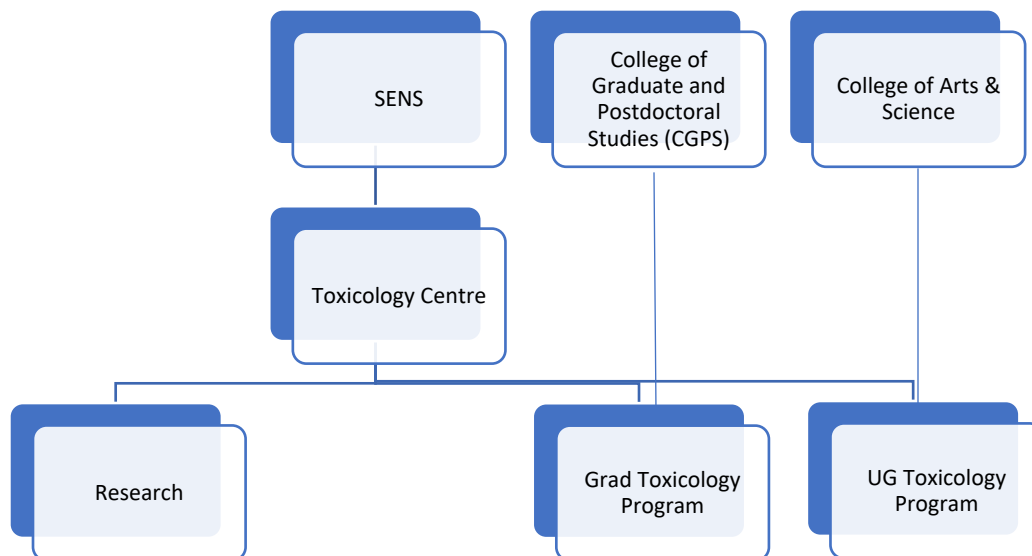 SENS
College of
Graduate and
Postdoctoral
Studies (CGPS)
College of Arts &
Science
Toxicology Centre
Research
Grad Toxicology
Program
UG Toxicology
Program